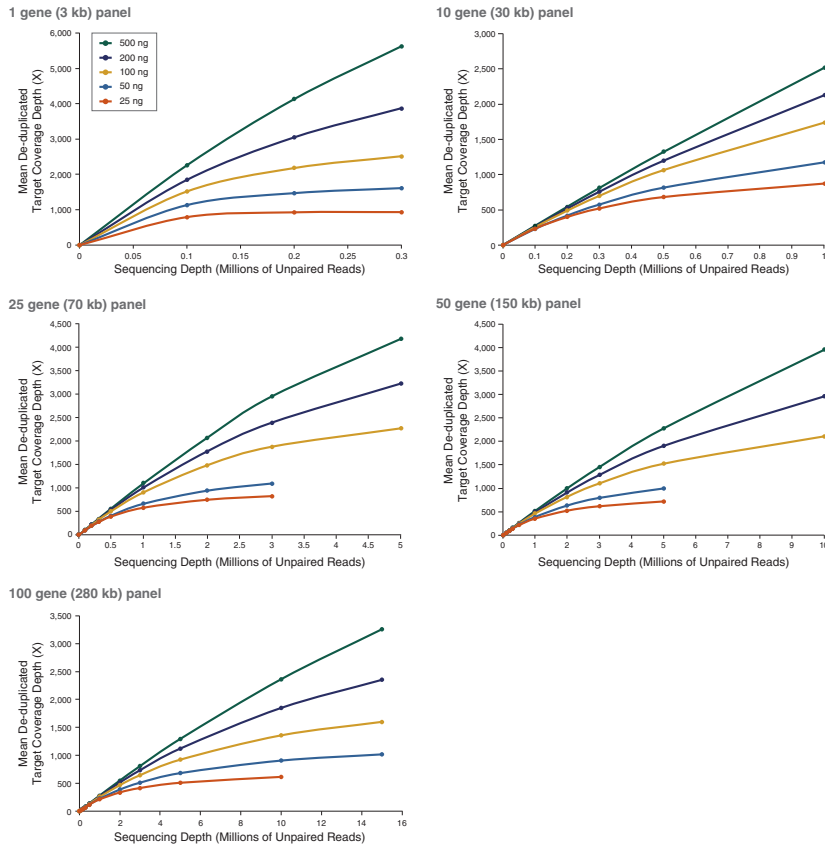 1 gene (3 kb) panel
6,000
5,000
4,000
3,000
2,000
1,000
0
Mean De-duplicated
Target Coverage Depth (X)
500 ng
200 ng
100 ng
50 ng
25 ng
0 0.05 0.1 0.15 0.2 0.25 0.3
Sequencing Depth (Millions of Unpaired Reads)
10 gene (30 kb) panel
3,000
2,500
2,000
1,500
1,000
500
0
Mean De-duplicated
Target Coverage Depth (X)
0 0.1 0.2 0.3 0.4 0.5 0.6 0.7 0.8 0.9 1
Sequencing Depth (Millions of Unpaired Reads)
25 gene (70 kb) panel
4,500
4,000
3,500
3,000
2,500
2,000
1,500
1,000
500
0
Mean De-duplicated
Target Coverage Depth (X)
0 0.5 1 1.5 2 2.5 3 3.5 4 4.5 5
Sequencing Depth (Millions of Unpaired Reads)
50 gene (150 kb) panel
4,500
4,000
3,500
3,000
2,500
2,000
1,500
1,000
500
0
Mean De-duplicated
Target Coverage Depth (X)
0 1 2 3 4 5 6 7 8 9 10
Sequencing Depth (Millions of Unpaired Reads)
100 gene (280 kb) panel
3,500
3,000
2,500
2,000
1,500
1,000
500
0
Mean De-duplicated
Target Coverage Depth (X)
0 2 4 6 8 10 12 14 16
Sequencing Depth (Millions of Unpaired Reads)